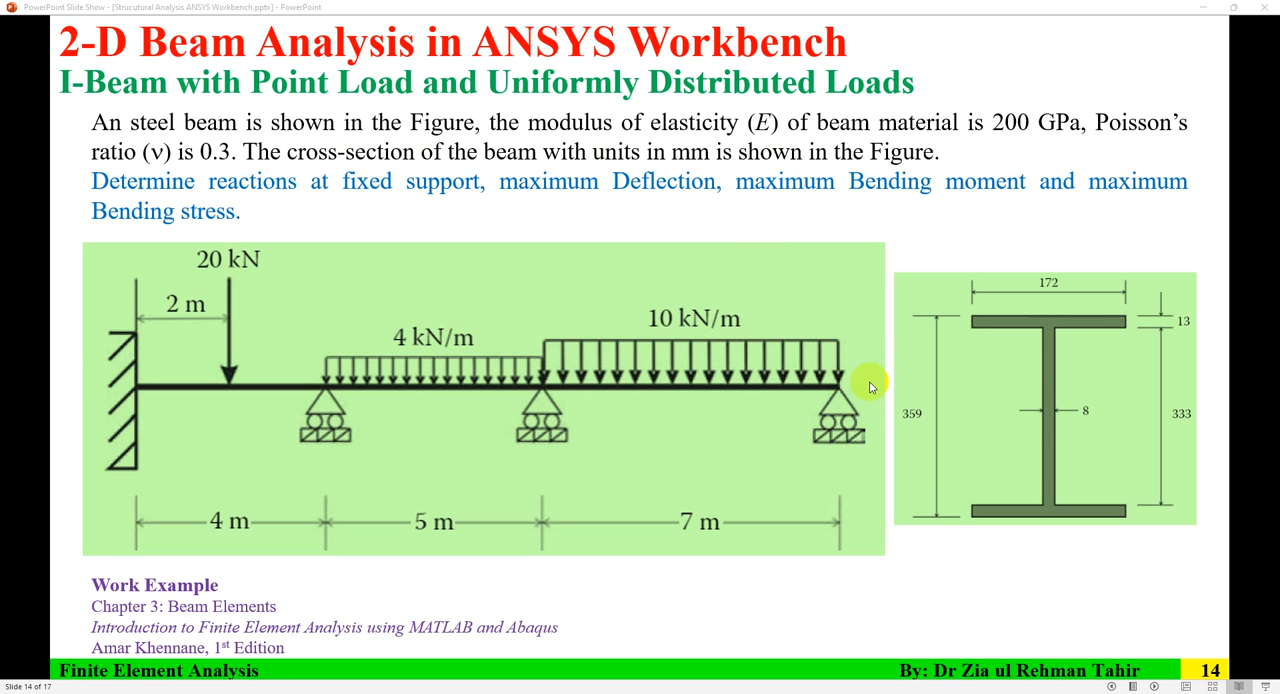 PowerPoint Slide Show - [Strucutural Analysis ANSYS Workbench.pptx] - PowerPoint
2-D Beam Analysis in ANSYS Workbench
I-Beam with Point Load and Uniformly Distributed Loads
An steel beam is shown in the Figure, the modulus of elasticity (E) of beam material is 200 GPa, Poisson's
ratio (ν) is 0.3. The cross-section of the beam with units in mm is shown in the Figure.
Determine reactions at fixed support, maximum Deflection, maximum Bending moment and maximum
Bending stress.
20 kN
2 m
4 kN/m
10 kN/m
4 m
5 m
7 m
172
13
359
8
333
Work Example
Chapter 3: Beam Elements
Introduction to Finite Element Analysis using MATLAB and Abaqus
Amar Khennane, 1st Edition
Finite Element Analysis
By: Dr Zia ul Rehman Tahir
14
Slide 14 of 17